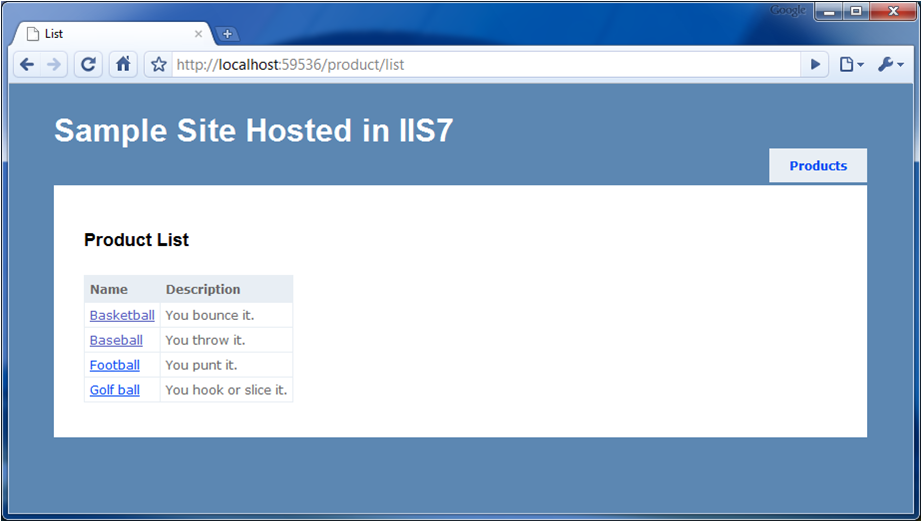 Google
List
http://localhost:59536/product/list
Sample Site Hosted in IIS7
Products
Product List
Name Description
Basketball You bounce it.
Baseball You throw it.
Football You punt it.
Golf ball You hook or slice it.